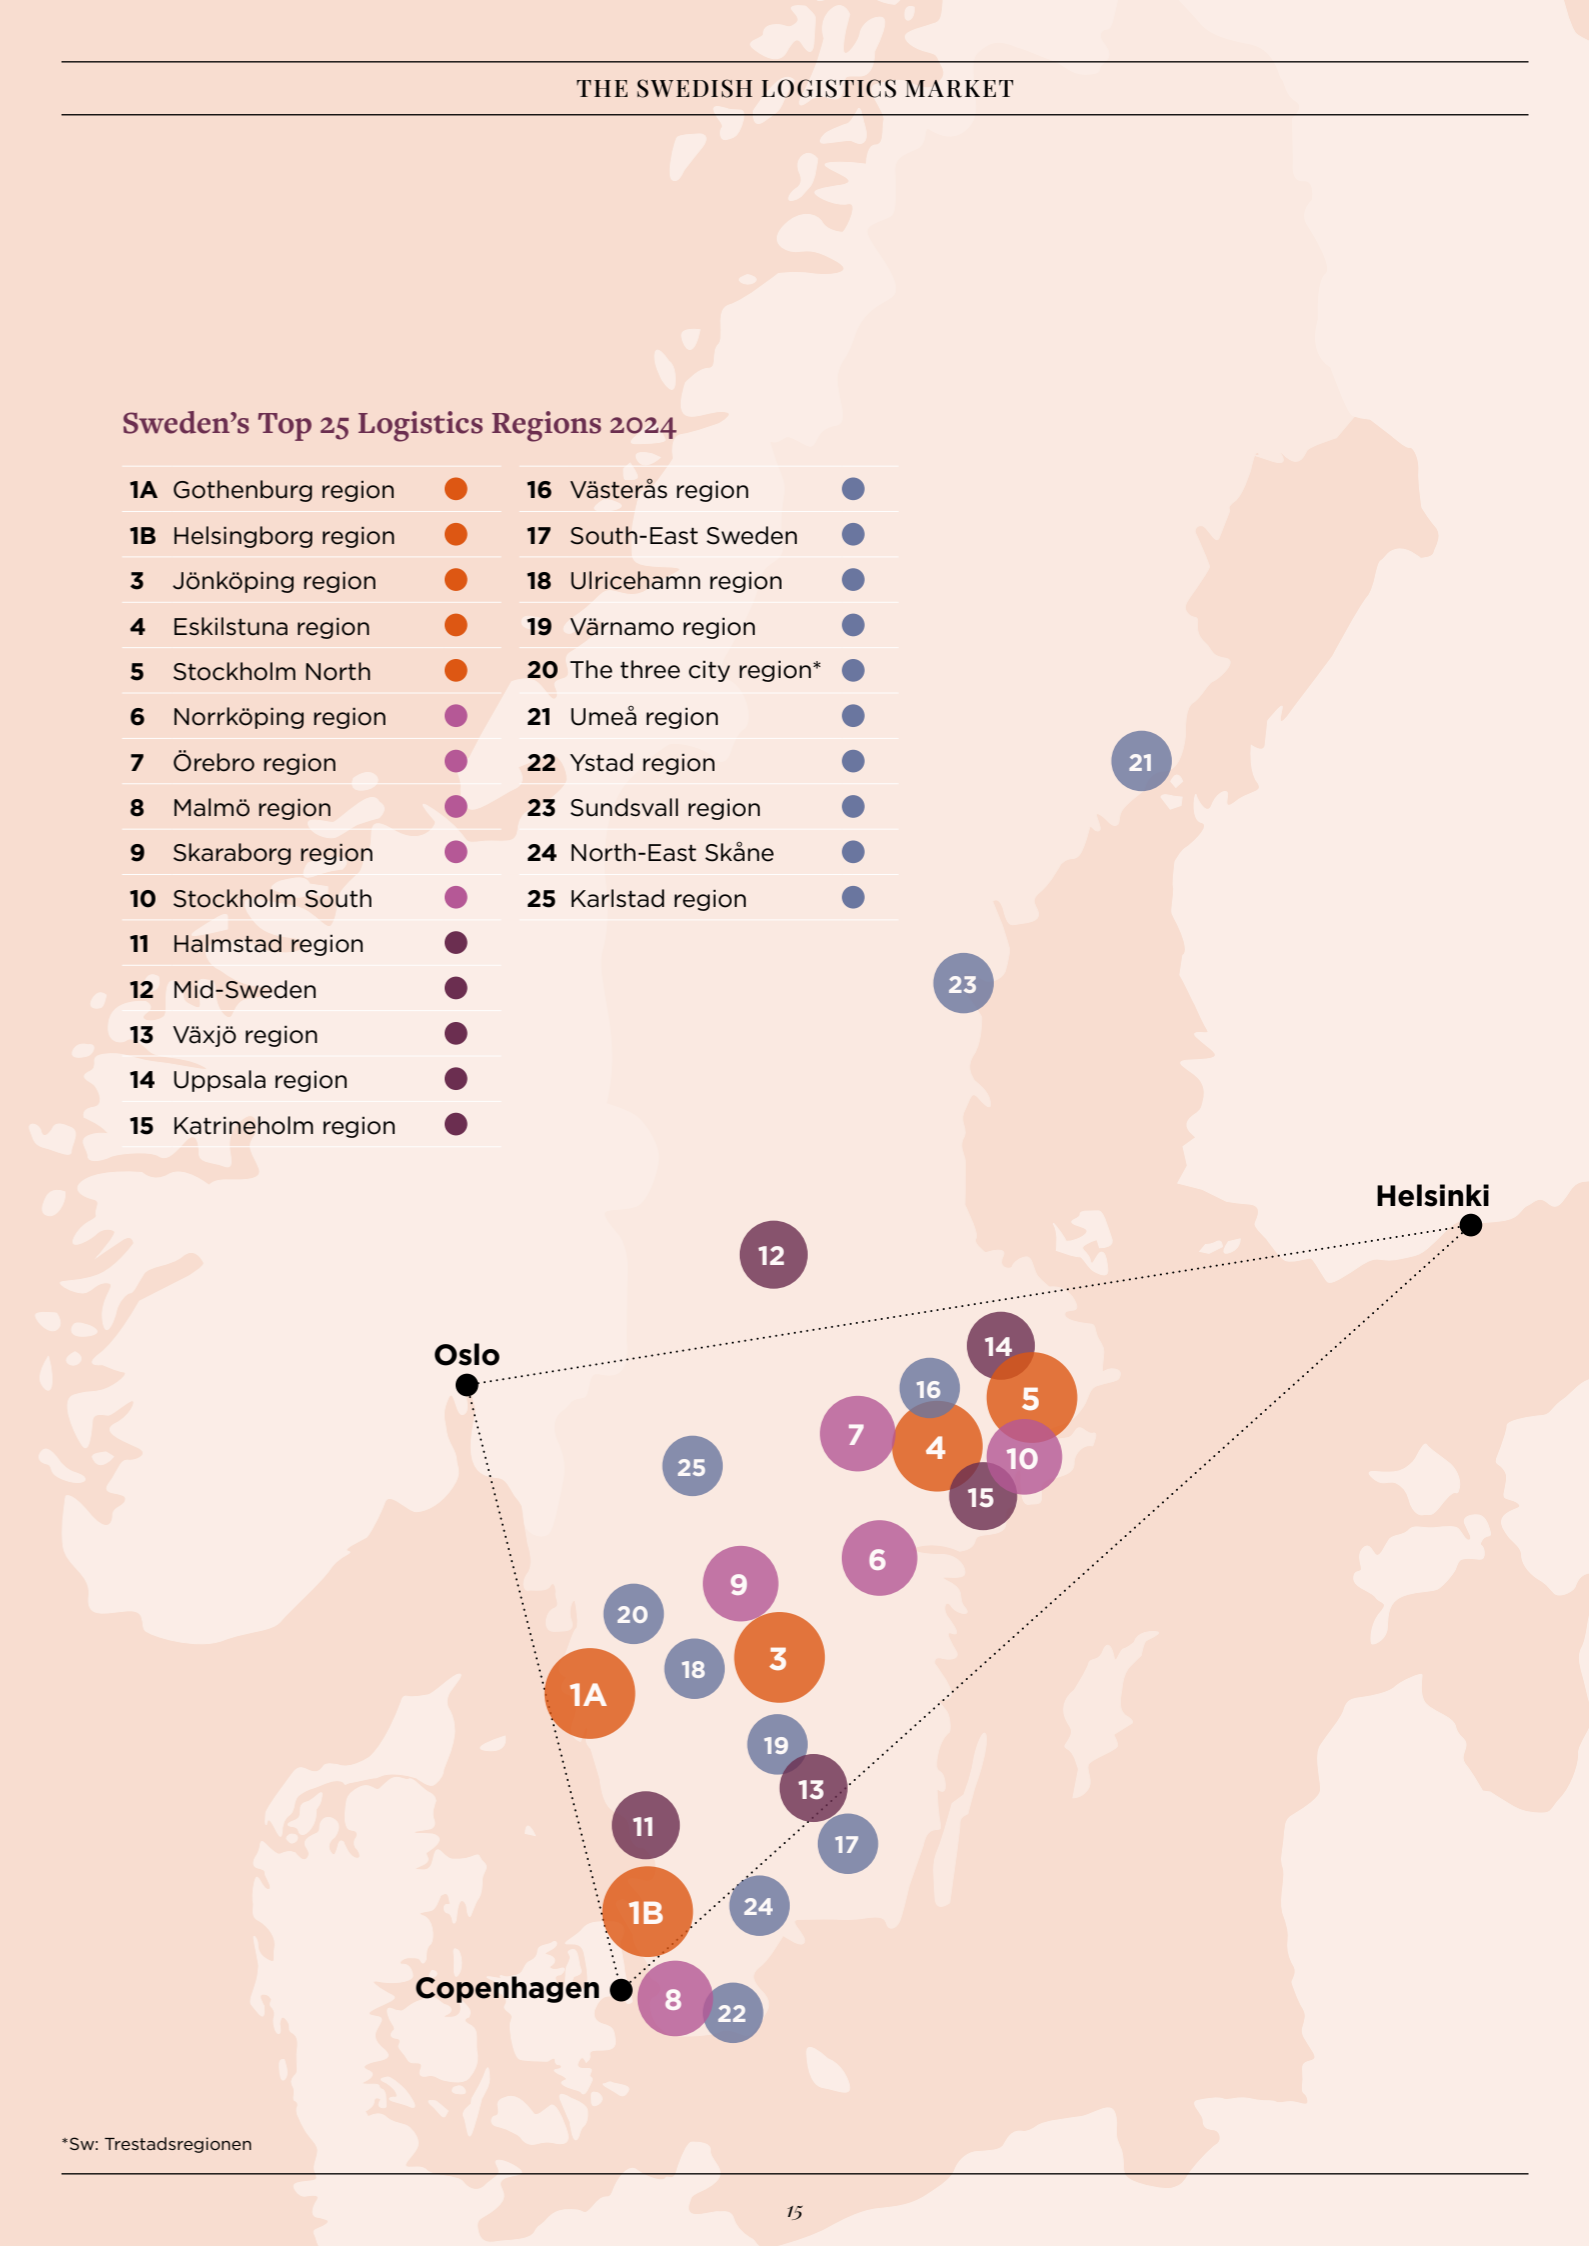 THE SWEDISH LOGISTICS MARKET
Sweden’s Top 25 Logistics Regions 2024
1A Gothenburg region
1B Helsingborg region
3 Jönköping region
4 Eskilstuna region
5 Stockholm North
6 Norrköping region
7 Örebro region
8 Malmö region
9 Skaraborg region
10 Stockholm South
11 Halmstad region
12 Mid-Sweden
13 Växjö region
14 Uppsala region
15 Katrineholm region
16 Västerås region
17 South-East Sweden
18 Ulricehamn region
19 Värnamo region
20 The three city region*
21 Umeå region
22 Ystad region
23 Sundsvall region
24 North-East Skåne
25 Karlstad region
21
23
Helsinki
12
Oslo
14
16
5
7
4
10
25
15
6
9
20
3
18
1A
19
13
11
17
24
1B
Copenhagen
8
22
*Sw: Trestadsregionen
15